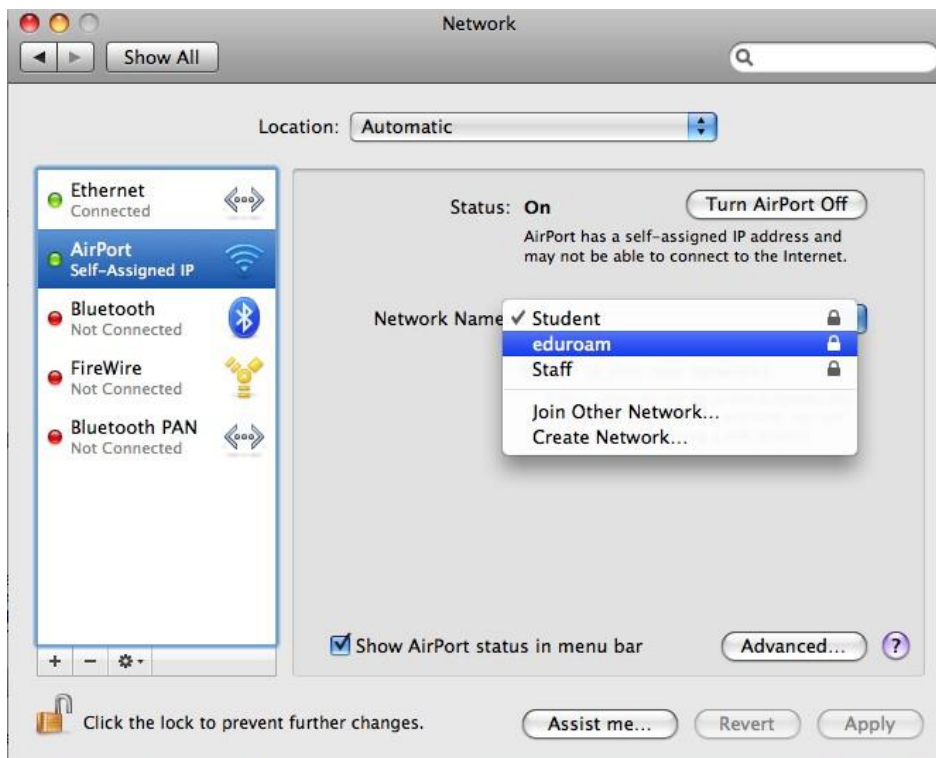 Network
Show All
Location: Automatic
Ethernet
Connected
AirPort
Self-Assigned IP
Bluetooth
Not Connected
FireWire
Not Connected
Bluetooth PAN
Not Connected
Status: On
Turn AirPort Off
AirPort has a self-assigned IP address and
may not be able to connect to the Internet.
Network Name
✓ Student
eduroam
Staff
Join Other Network...
Create Network...
Show AirPort status in menu bar
Advanced...
?
Click the lock to prevent further changes.
Assist me...
Revert
Apply